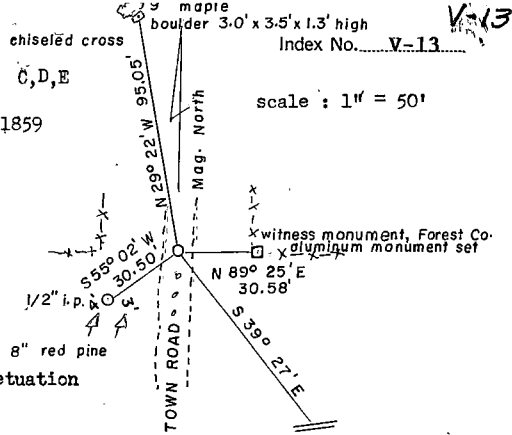 9" maple
V-13
boulder 3.0' x 3.5' x 1.3' high
chiseled cross
Index No. V-13
C,D,E
scale : 1" = 50'
1859
N 29° 22' W 95.05'
Mag. North
witness monument, Forest Co.
aluminum monument set
S 55° 02' W
30.50'
N 89° 25' E
30.58'
1/2" i.p.
4'
3'
8" red pine
S 39° 27' E
TOWN ROAD
etuation